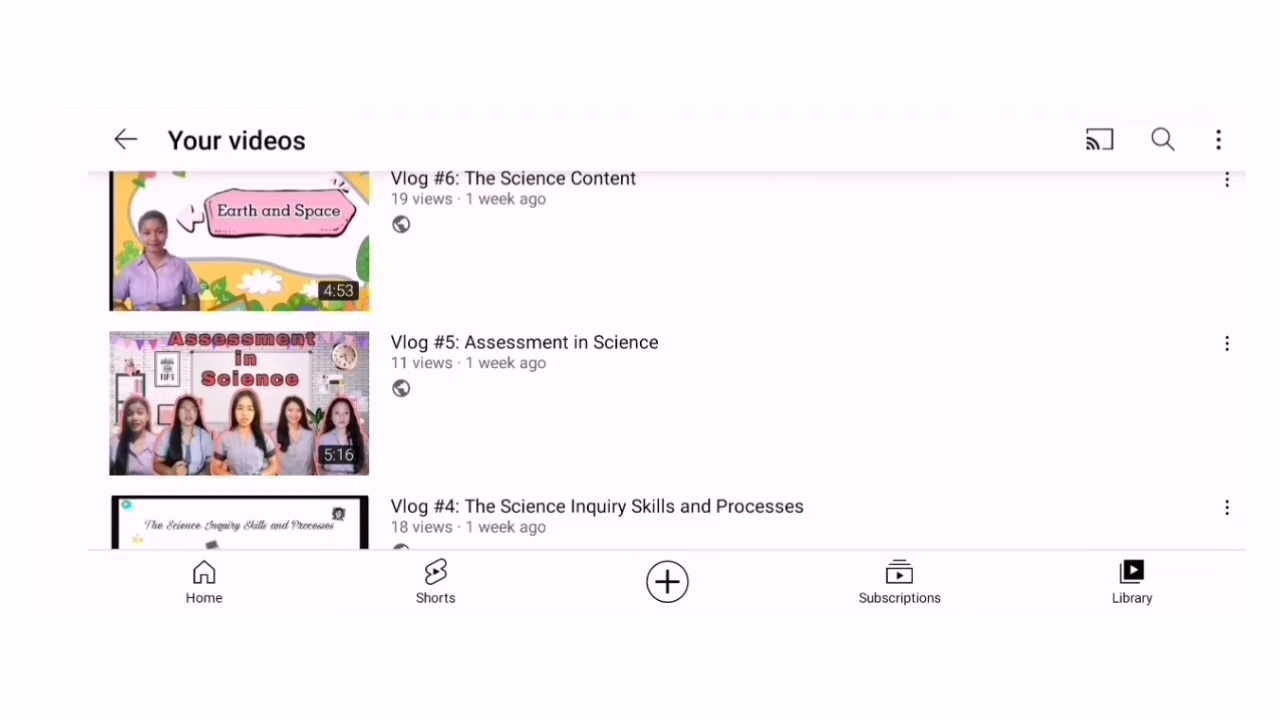 Your videos
Earth and Space
4:53
Vlog #6: The Science Content
19 views · 1 week ago
Assessment
in
Science
5:16
Vlog #5: Assessment in Science
11 views · 1 week ago
The Science Inquiry Skills and Processes
Vlog #4: The Science Inquiry Skills and Processes
18 views · 1 week ago
Home
Shorts
Subscriptions
Library